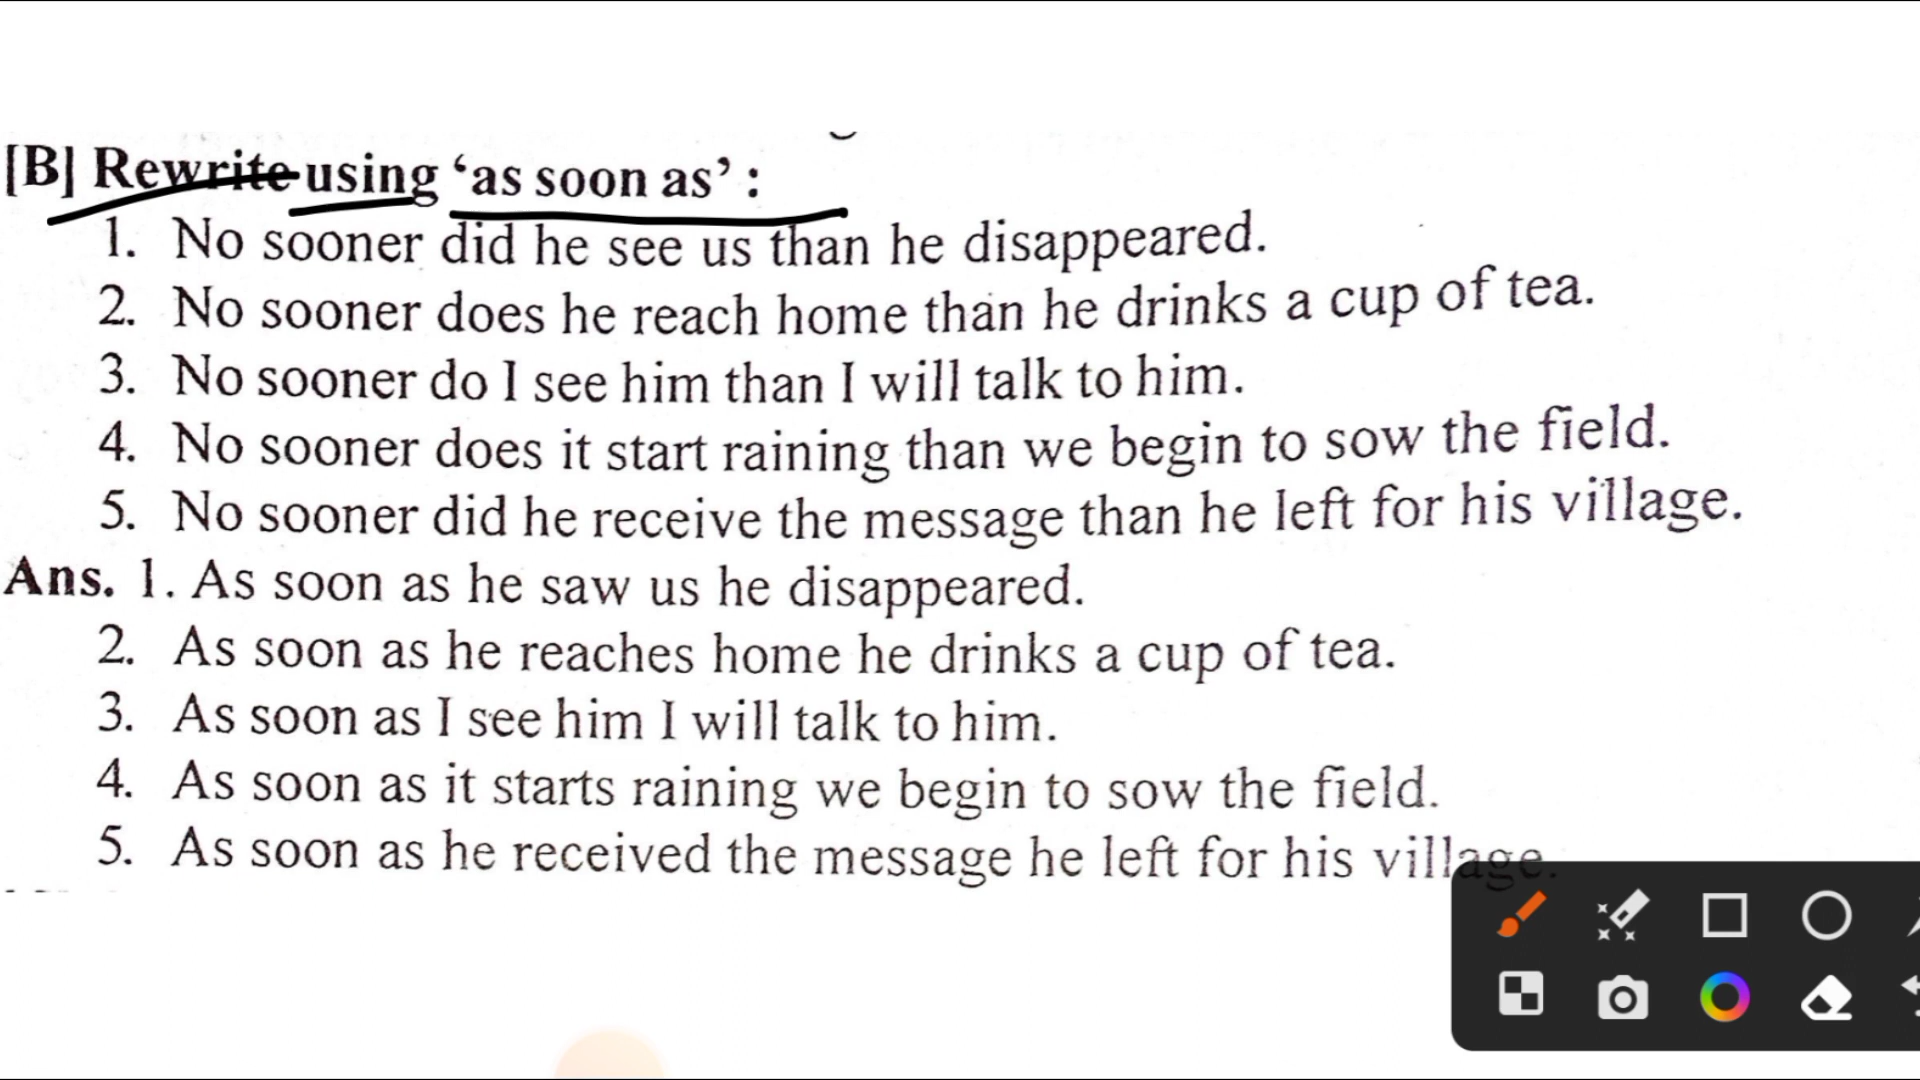 [B] Rewrite using ‘as soon as’ :
1. No sooner did he see us than he disappeared.
2. No sooner does he reach home than he drinks a cup of tea.
3. No sooner do I see him than I will talk to him.
4. No sooner does it start raining than we begin to sow the field.
5. No sooner did he receive the message than he left for his village.
Ans. 1. As soon as he saw us he disappeared.
2. As soon as he reaches home he drinks a cup of tea.
3. As soon as I see him I will talk to him.
4. As soon as it starts raining we begin to sow the field.
5. As soon as he received the message he left for his village.